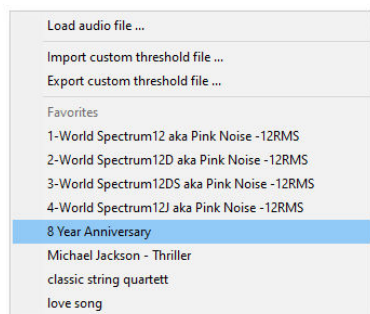 Load audio file ...
Import custom threshold file ...
Export custom threshold file ...
Favorites
1-World Spectrum12 aka Pink Noise -12RMS
2-World Spectrum12D aka Pink Noise -12RMS
3-World Spectrum12DS aka Pink Noise -12RMS
4-World Spectrum12J aka Pink Noise -12RMS
8 Year Anniversary
Michael Jackson - Thriller
classic string quartett
love song